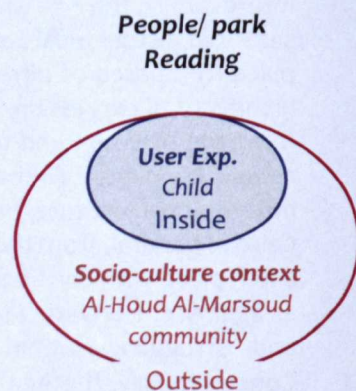 People/ park
Reading
User Exp.
Child
Inside
Socio-culture context
Al-Houd Al-Marsoud
community
Outside